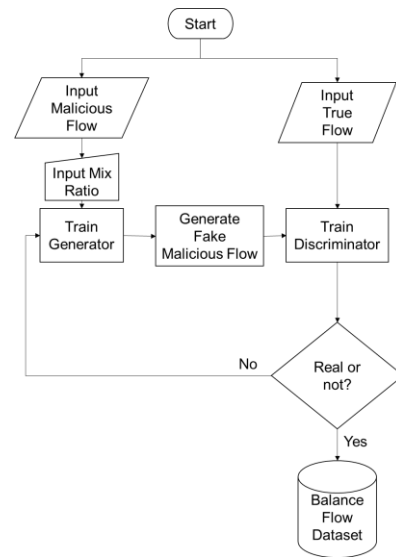 Start
Input
Malicious
Flow
Input
True
Flow
Input Mix
Ratio
Train
Generator
Generate
Fake
Malicious Flow
Train
Discriminator
No
Real or
not?
Yes
Balance
Flow
Dataset